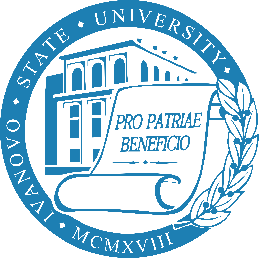 IVANOVO · STATE · UNIVERSITY ·
PRO PATRIAE
BENEFICIO
MCMXVIII